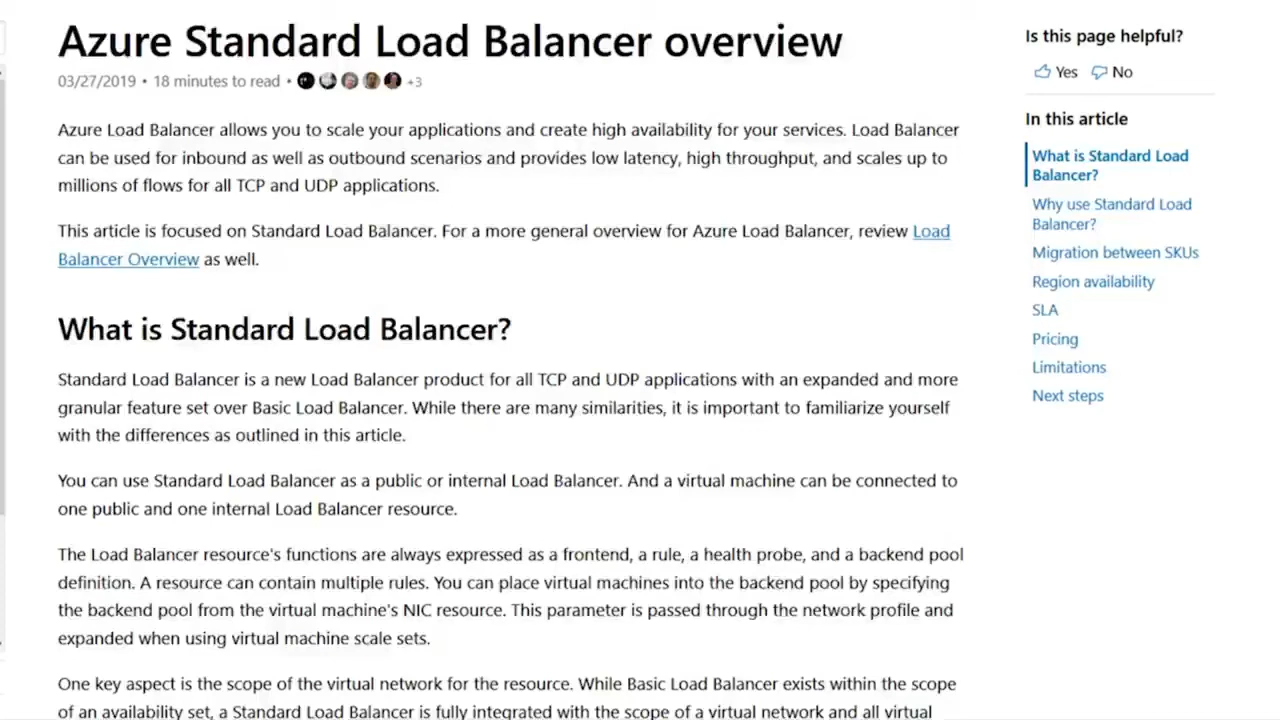 Azure Standard Load Balancer overview
03/27/2019 • 18 minutes to read • +3
Azure Load Balancer allows you to scale your applications and create high availability for your services. Load Balancer
can be used for inbound as well as outbound scenarios and provides low latency, high throughput, and scales up to
millions of flows for all TCP and UDP applications.
This article is focused on Standard Load Balancer. For a more general overview for Azure Load Balancer, review Load
Balancer Overview as well.
What is Standard Load Balancer?
Standard Load Balancer is a new Load Balancer product for all TCP and UDP applications with an expanded and more
granular feature set over Basic Load Balancer. While there are many similarities, it is important to familiarize yourself
with the differences as outlined in this article.
You can use Standard Load Balancer as a public or internal Load Balancer. And a virtual machine can be connected to
one public and one internal Load Balancer resource.
The Load Balancer resource's functions are always expressed as a frontend, a rule, a health probe, and a backend pool
definition. A resource can contain multiple rules. You can place virtual machines into the backend pool by specifying
the backend pool from the virtual machine's NIC resource. This parameter is passed through the network profile and
expanded when using virtual machine scale sets.
One key aspect is the scope of the virtual network for the resource. While Basic Load Balancer exists within the scope
of an availability set, a Standard Load Balancer is fully integrated with the scope of a virtual network and all virtual
Is this page helpful?
Yes No
In this article
What is Standard Load
Balancer?
Why use Standard Load
Balancer?
Migration between SKUs
Region availability
SLA
Pricing
Limitations
Next steps